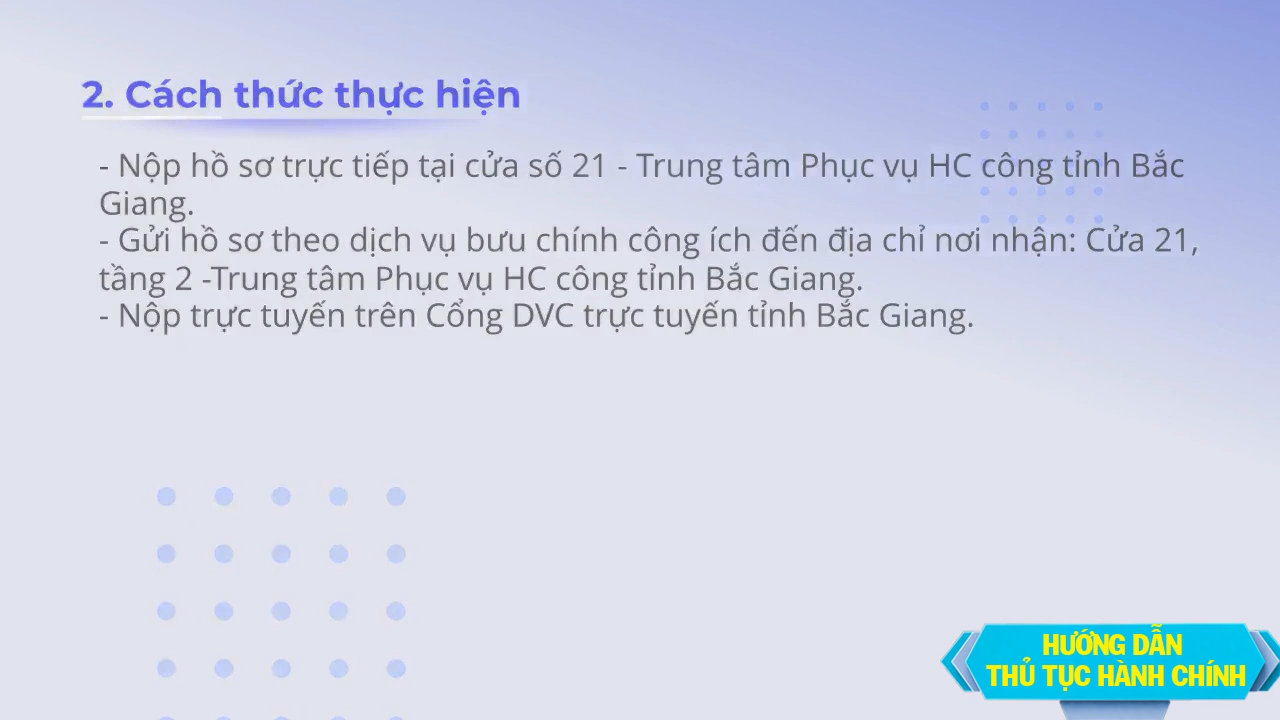 2. Cách thức thực hiện
- Nộp hồ sơ trực tiếp tại cửa số 21 - Trung tâm Phục vụ HC công tỉnh Bắc
Giang.
- Gửi hồ sơ theo dịch vụ bưu chính công ích đến địa chỉ nơi nhận: Cửa 21,
tầng 2 -Trung tâm Phục vụ HC công tỉnh Bắc Giang.
- Nộp trực tuyến trên Cổng DVC trực tuyến tỉnh Bắc Giang.
HƯỚNG DẪN
THỦ TỤC HÀNH CHÍNH